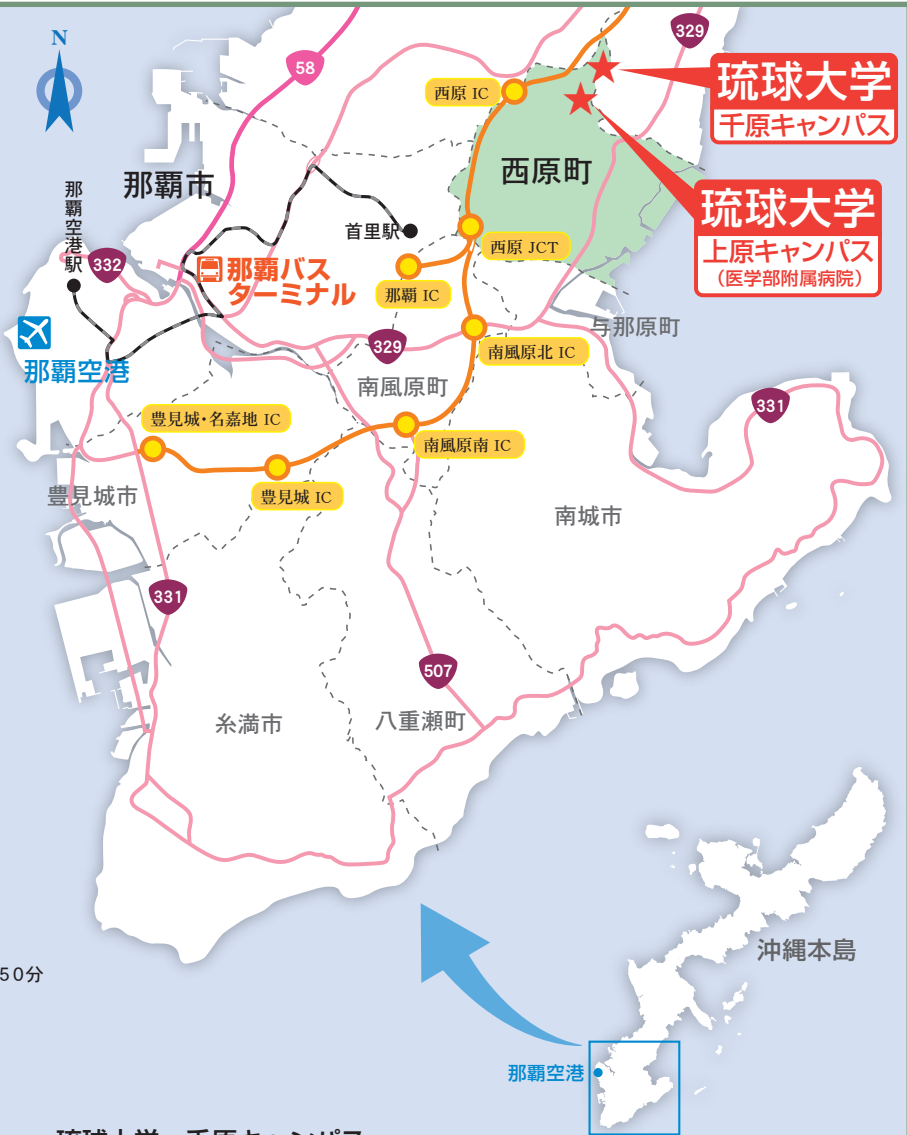 N
329
58
琉球大学
千原キャンパス
西原 IC
那覇市
西原町
琉球大学
上原キャンパス
(医学部附属病院)
那覇空港駅
首里駅
332
西原 JCT
那覇バス
ターミナル
那覇 IC
与那原町
329
南風原北 IC
那覇空港
南風原町
331
豊見城・名嘉地 IC
南風原南 IC
豊見城市
豊見城 IC
南城市
331
507
糸満市
八重瀬町
沖縄本島
50分
那覇空港